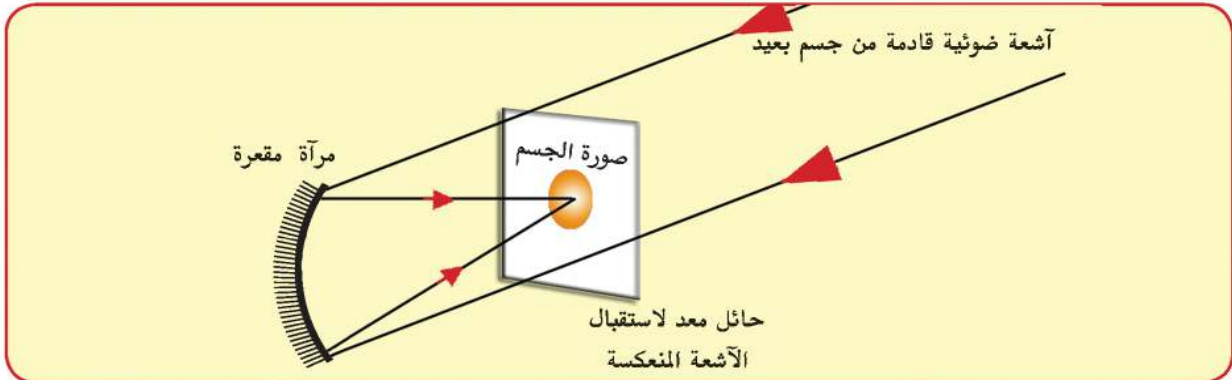 آشعة ضوئية قادمة من جسم بعيد
صورة الجسم
مرآة مقعرة
حائل معد لاستقبال
الآشعة المنعكسة